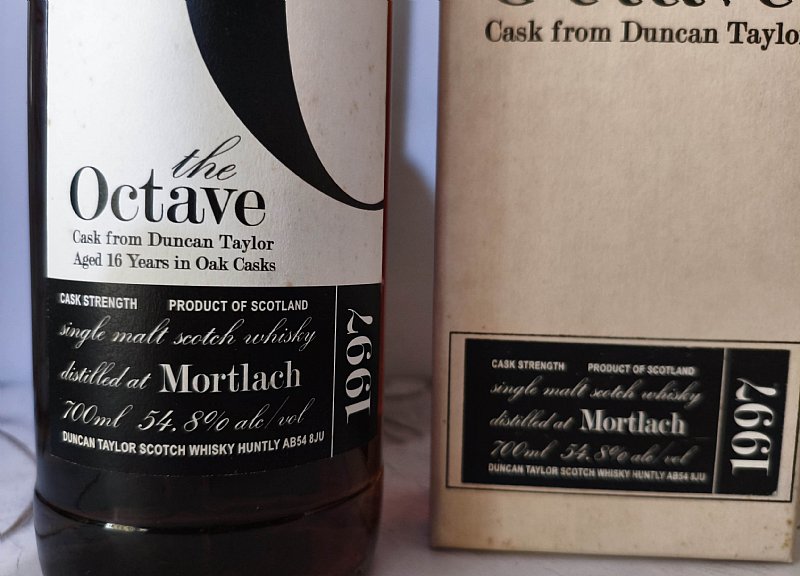 the
Octave
Cask from Duncan Taylor
Aged 16 Years in Oak Casks
CASK STRENGTH PRODUCT OF SCOTLAND
single malt scotch whisky
distilled at Mortlach
700ml 54.8% alc/vol
DUNCAN TAYLOR SCOTCH WHISKY HUNTLY AB54 8JU
1997
Cask from Duncan
CASK STRENGTH PRODUCT OF SCOTLAND
single malt scotch whisky
distilled at Mortlach
700ml 54.8% alc/vol
DUNCAN TAYLOR SCOTCH WHISKY HUNTLY AB54 8JU
1997